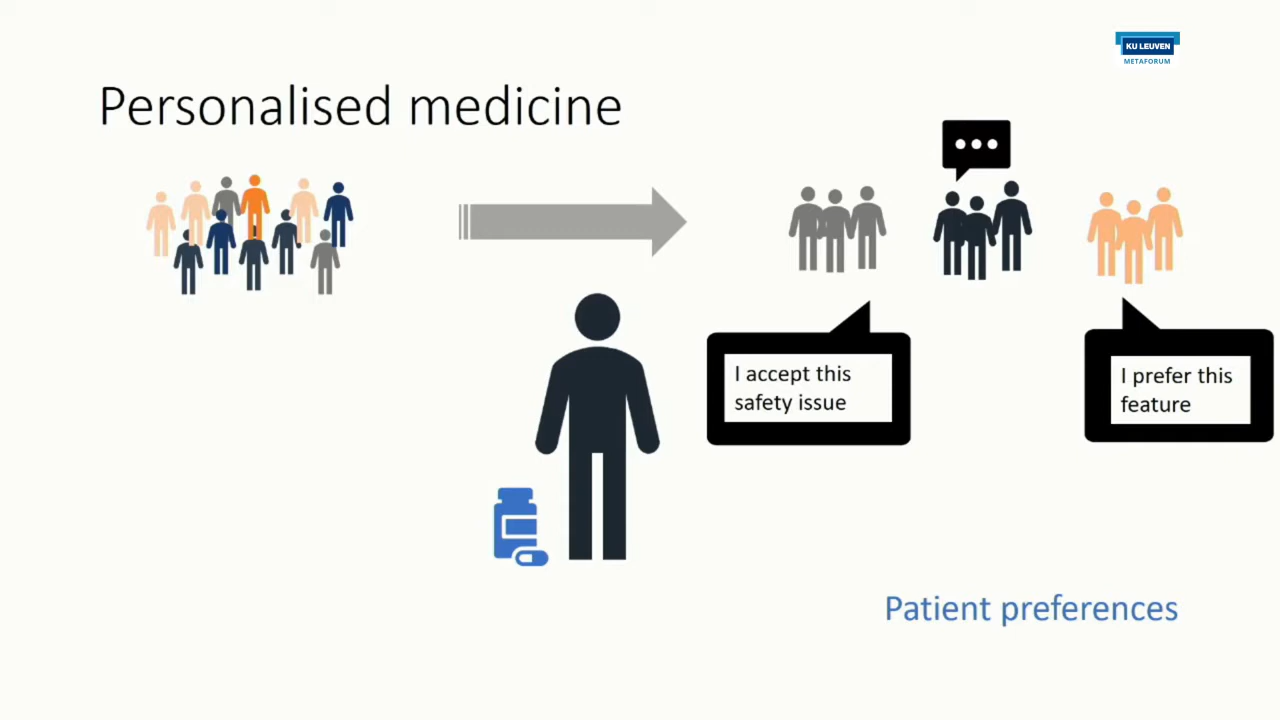 KU LEUVEN
METAFORUM
Personalised medicine
I accept this
safety issue
I prefer this
feature
Patient preferences